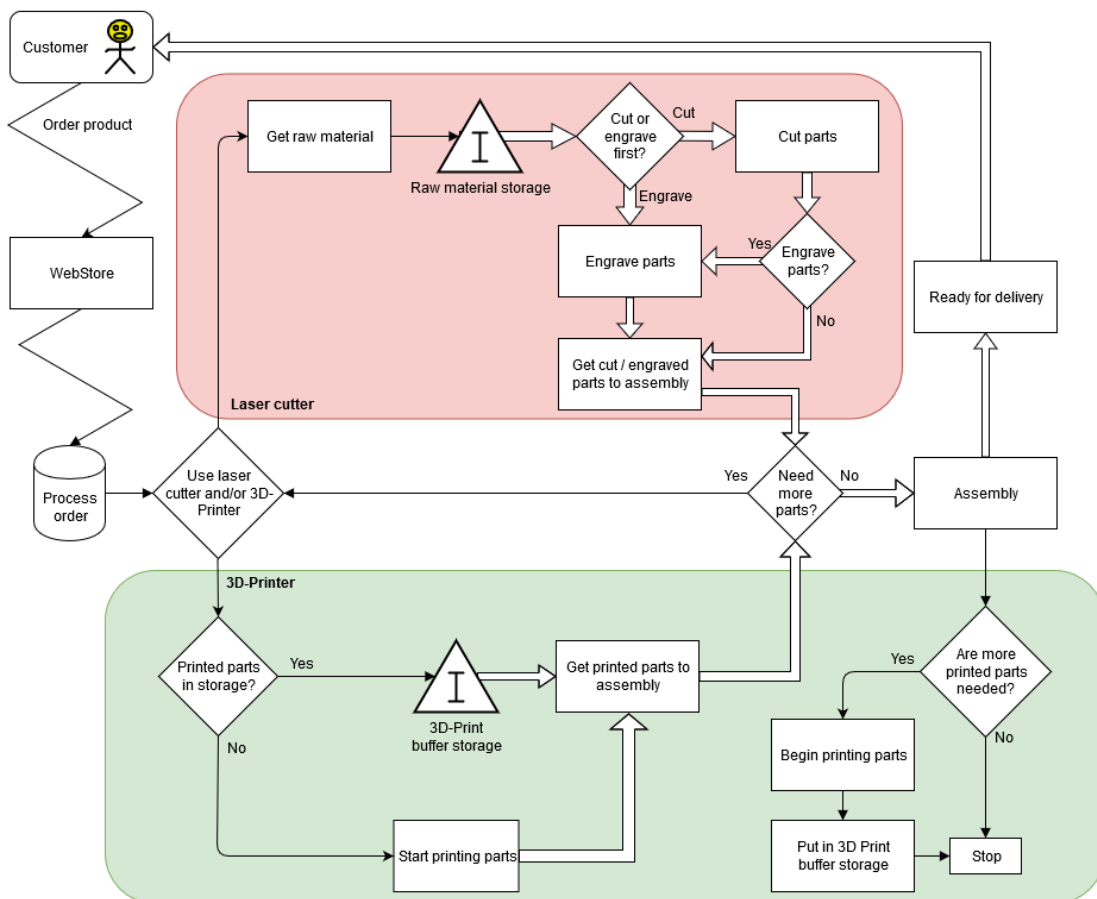 Customer
Order product
WebStore
Process
order
Use laser
cutter and/or 3D-
Printer
Laser cutter
Get raw material
I
Raw material storage
Cut or
engrave
first?
Cut
Engrave
Cut parts
Engrave parts
Yes
Engrave
parts?
No
Get cut / engraved
parts to assembly
Yes
Need
more
parts?
No
Assembly
Ready for delivery
3D-Printer
Printed parts
in storage?
Yes
No
I
3D-Print
buffer storage
Get printed parts to
assembly
Start printing parts
Are more
printed parts
needed?
Yes
No
Begin printing parts
Put in 3D Print
buffer storage
Stop